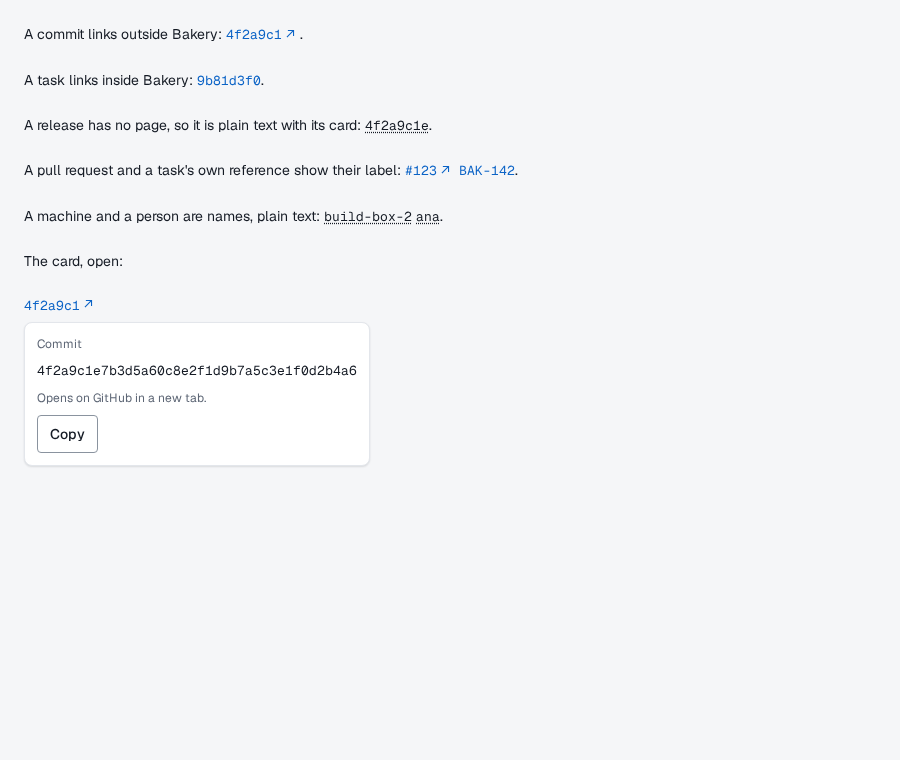 A commit links outside Bakery: 4f2a9c1 ↗ .
A task links inside Bakery: 9b81d3f0.
A release has no page, so it is plain text with its card: 4f2a9c1e.
A pull request and a task's own reference show their label: #123 ↗ BAK-142.
A machine and a person are names, plain text: build-box-2 ana.
The card, open:
4f2a9c1 ↗
Commit
4f2a9c1e7b3d5a60c8e2f1d9b7a5c3e1f0d2b4a6
Opens on GitHub in a new tab.
Copy